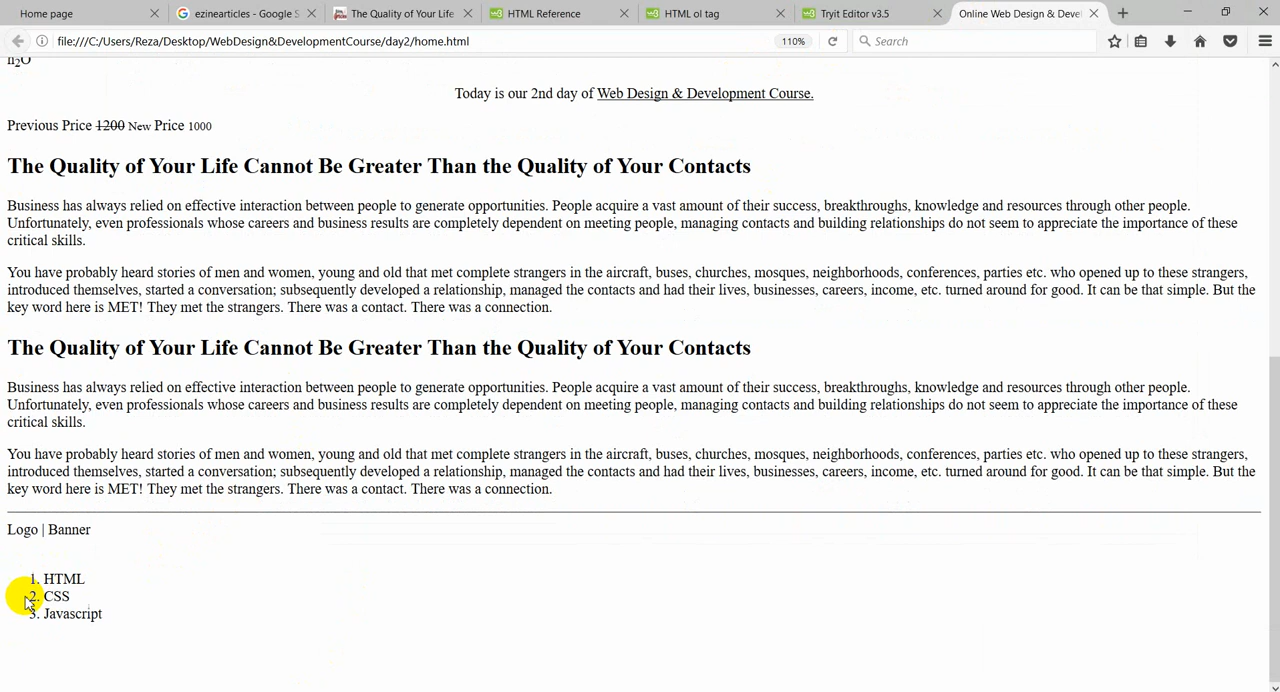 Home page
ezinearticles - Google S
The Quality of Your Life
HTML Reference
HTML ol tag
Tryit Editor v3.5
Online Web Design & Deve
file:///C:/Users/Reza/Desktop/WebDesign&DevelopmentCourse/day2/home.html
110%
Search
h2O
Today is our 2nd day of Web Design & Development Course.
Previous Price 1200 New Price 1000
The Quality of Your Life Cannot Be Greater Than the Quality of Your Contacts
Business has always relied on effective interaction between people to generate opportunities. People acquire a vast amount of their success, breakthroughs, knowledge and resources through other people.
Unfortunately, even professionals whose careers and business results are completely dependent on meeting people, managing contacts and building relationships do not seem to appreciate the importance of these
critical skills.
You have probably heard stories of men and women, young and old that met complete strangers in the aircraft, buses, churches, mosques, neighborhoods, conferences, parties etc. who opened up to these strangers,
introduced themselves, started a conversation; subsequently developed a relationship, managed the contacts and had their lives, businesses, careers, income, etc. turned around for good. It can be that simple. But the
key word here is MET! They met the strangers. There was a contact. There was a connection.
The Quality of Your Life Cannot Be Greater Than the Quality of Your Contacts
Business has always relied on effective interaction between people to generate opportunities. People acquire a vast amount of their success, breakthroughs, knowledge and resources through other people.
Unfortunately, even professionals whose careers and business results are completely dependent on meeting people, managing contacts and building relationships do not seem to appreciate the importance of these
critical skills.
You have probably heard stories of men and women, young and old that met complete strangers in the aircraft, buses, churches, mosques, neighborhoods, conferences, parties etc. who opened up to these strangers,
introduced themselves, started a conversation; subsequently developed a relationship, managed the contacts and had their lives, businesses, careers, income, etc. turned around for good. It can be that simple. But the
key word here is MET! They met the strangers. There was a contact. There was a connection.
Logo | Banner
1. HTML
2. CSS
3. Javascript